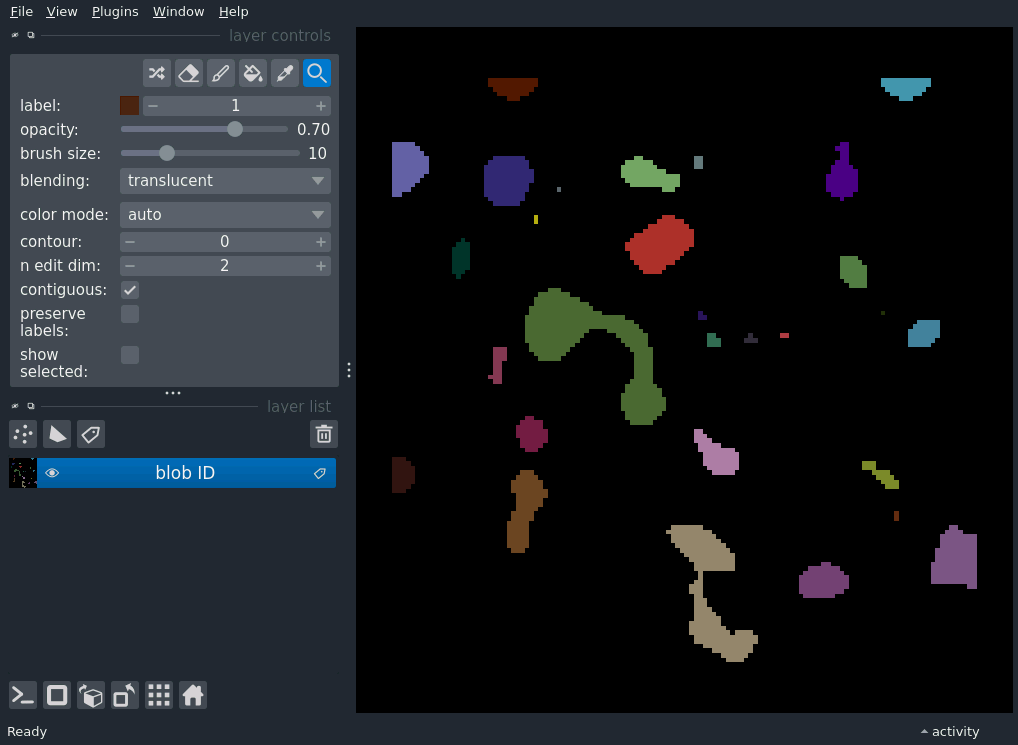 File View Plugins Window Help
layer controls
label: 1
opacity: 0.70
brush size: 10
blending: translucent
color mode: auto
contour: 0
n edit dim: 2
contiguous:
preserve
labels:
show
selected:
layer list
blob ID
Ready
activity